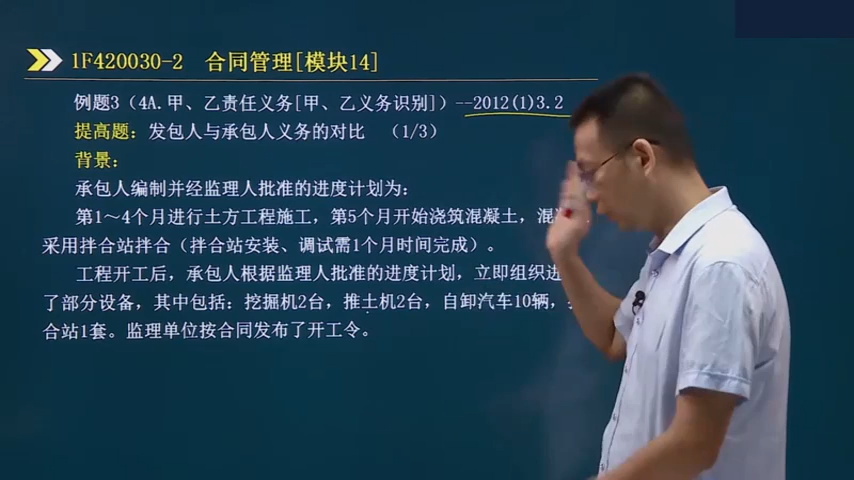 1F420030-2 合同管理[模块14]
例题3（4A.甲、乙责任义务[甲、乙义务识别]）--2012(1)3.2
提高题：发包人与承包人义务的对比 （1/3）
背景：
承包人编制并经监理人批准的进度计划为：
第1～4个月进行土方工程施工，第5个月开始浇筑混凝土，混
采用拌合站拌合（拌合站安装、调试需1个月时间完成）。
工程开工后，承包人根据监理人批准的进度计划，立即组织进
了部分设备，其中包括：挖掘机2台，推土机2台，自卸汽车10辆，
合站1套。监理单位按合同发布了开工令。